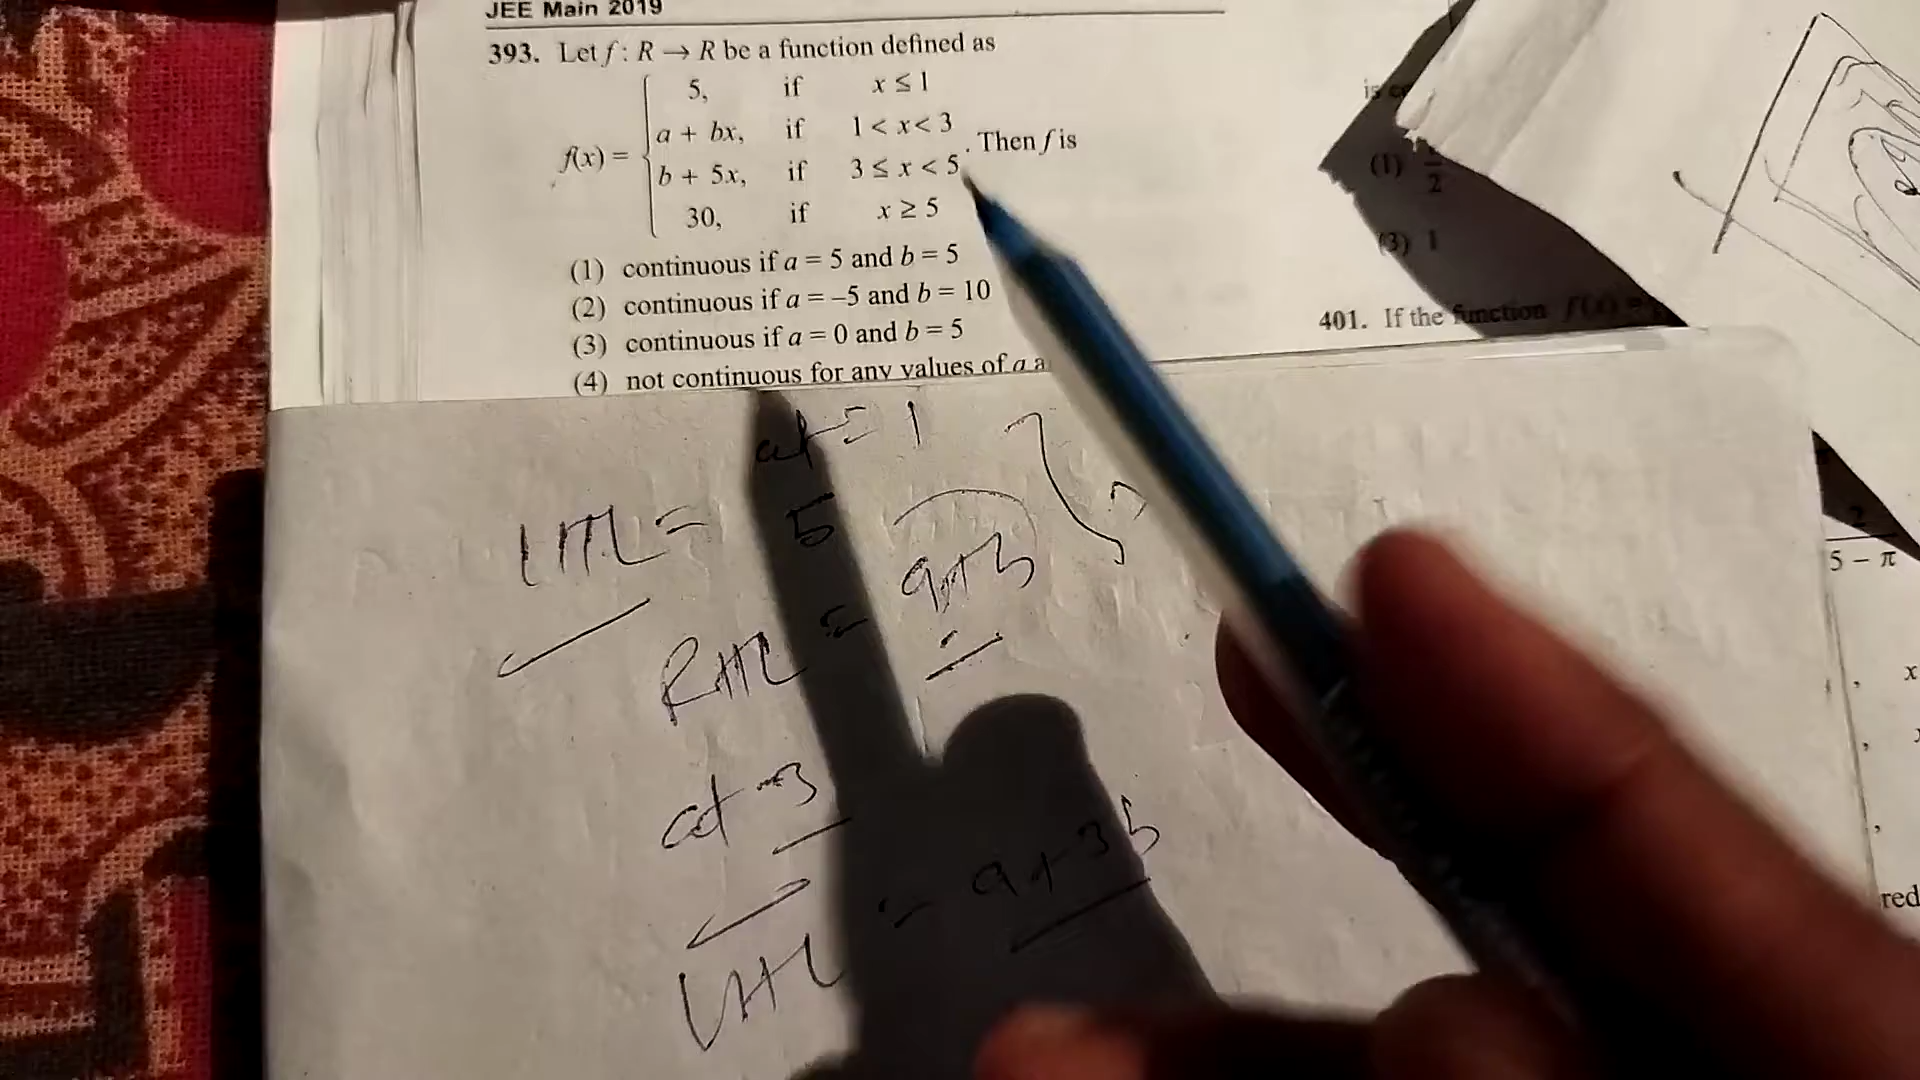 JEE Main 2019
393. Let f : R → R be a function defined as
5, if x ≤ 1
a + bx, if 1 < x < 3
f(x) = . Then f is
b + 5x, if 3 ≤ x < 5
30, if x ≥ 5
(1) continuous if a = 5 and b = 5
(2) continuous if a = –5 and b = 10
(3) continuous if a = 0 and b = 5
(4) not continuous for any values of a a
at = 1
LHL = 5
RHL = a+b
at 3
LHL = a+3b
(1) 2
(3) 1
401. If the function f(x) =
2
5 − π
, x
,
,
red